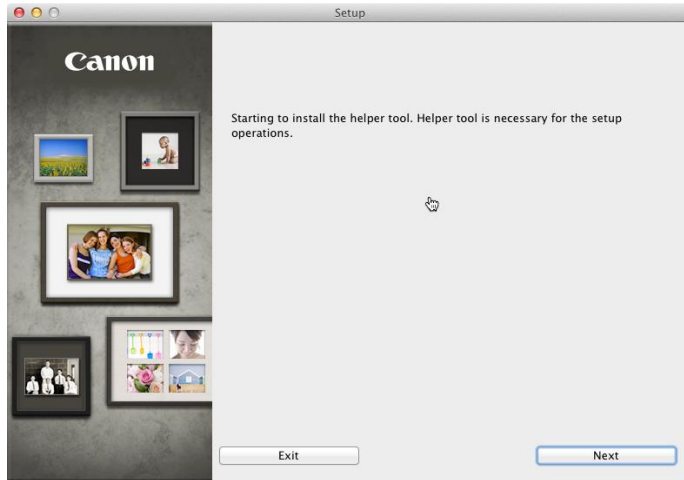 Setup
Canon
Starting to install the helper tool. Helper tool is necessary for the setup
operations.
Exit
Next